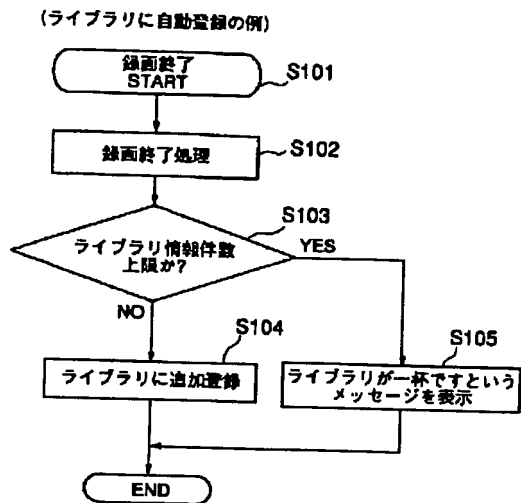 (ライブラリに自動登録の例)
録画終了
START
S101
録画終了処理
S102
S103
ライブラリ情報件数
上限か?
YES
NO
S104
ライブラリに追加登録
S105
ライブラリが一杯ですという
メッセージを表示
END